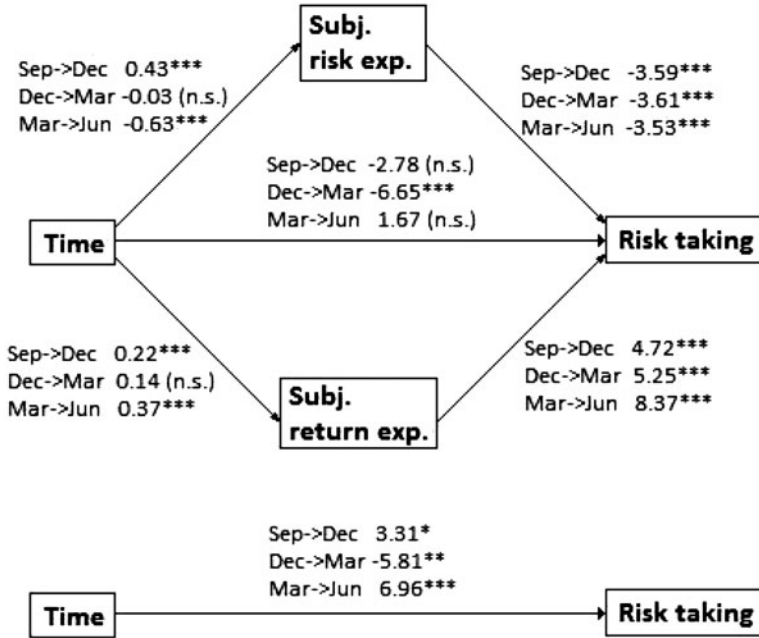 Subj.
risk exp.
Sep->Dec 0.43***
Dec->Mar -0.03 (n.s.)
Mar->Jun -0.63***
Sep->Dec -3.59***
Dec->Mar -3.61***
Mar->Jun -3.53***
Sep->Dec -2.78 (n.s.)
Dec->Mar -6.65***
Mar->Jun 1.67 (n.s.)
Time
Risk taking
Sep->Dec 0.22***
Dec->Mar 0.14 (n.s.)
Mar->Jun 0.37***
Sep->Dec 4.72***
Dec->Mar 5.25***
Mar->Jun 8.37***
Subj.
return exp.
Sep->Dec 3.31*
Dec->Mar -5.81**
Mar->Jun 6.96***
Time
Risk taking